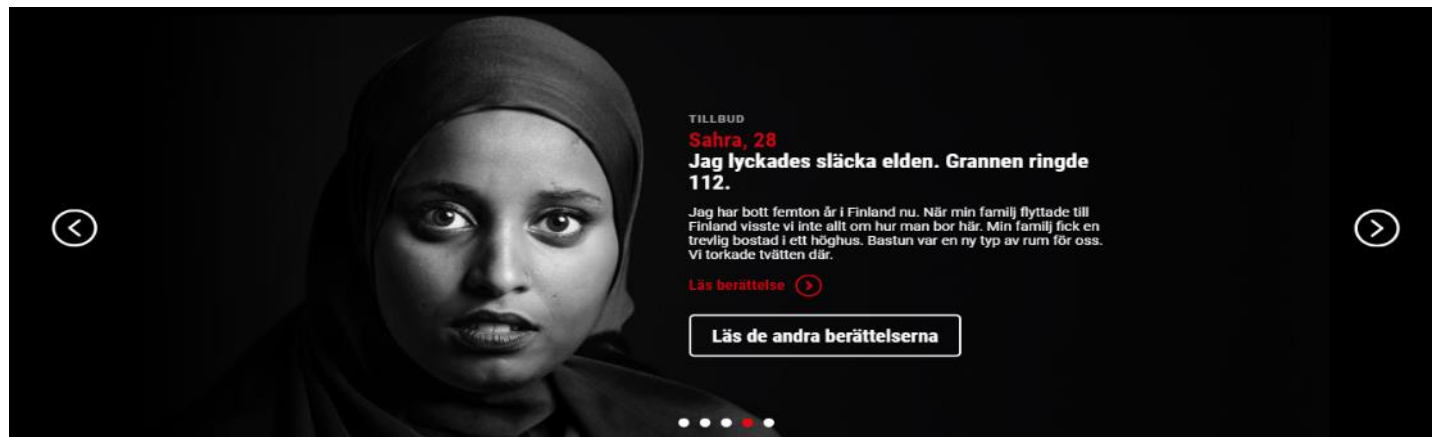 TILLBUD
Sahra, 28
Jag lyckades släcka elden. Grannen ringde
112.
Jag har bott femton år i Finland nu. När min familj flyttade till
Finland visste vi inte allt om hur man bor här. Min familj fick en
trevlig bostad i ett höghus. Bastun var en ny typ av rum för oss.
Vi torkade tvätten där.
Läs berättelse
Läs de andra berättelserna